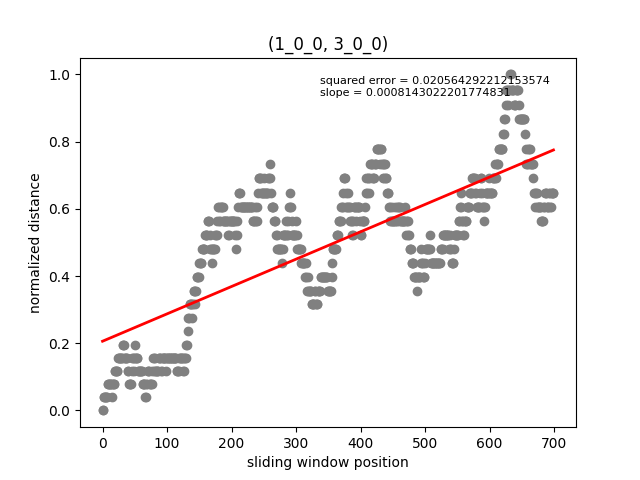 (1_0_0, 3_0_0)
squared error = 0.020564292212153574
slope = 0.0008143022201774831
normalized distance
1.0
0.8
0.6
0.4
0.2
0.0
0 100 200 300 400 500 600 700
sliding window position